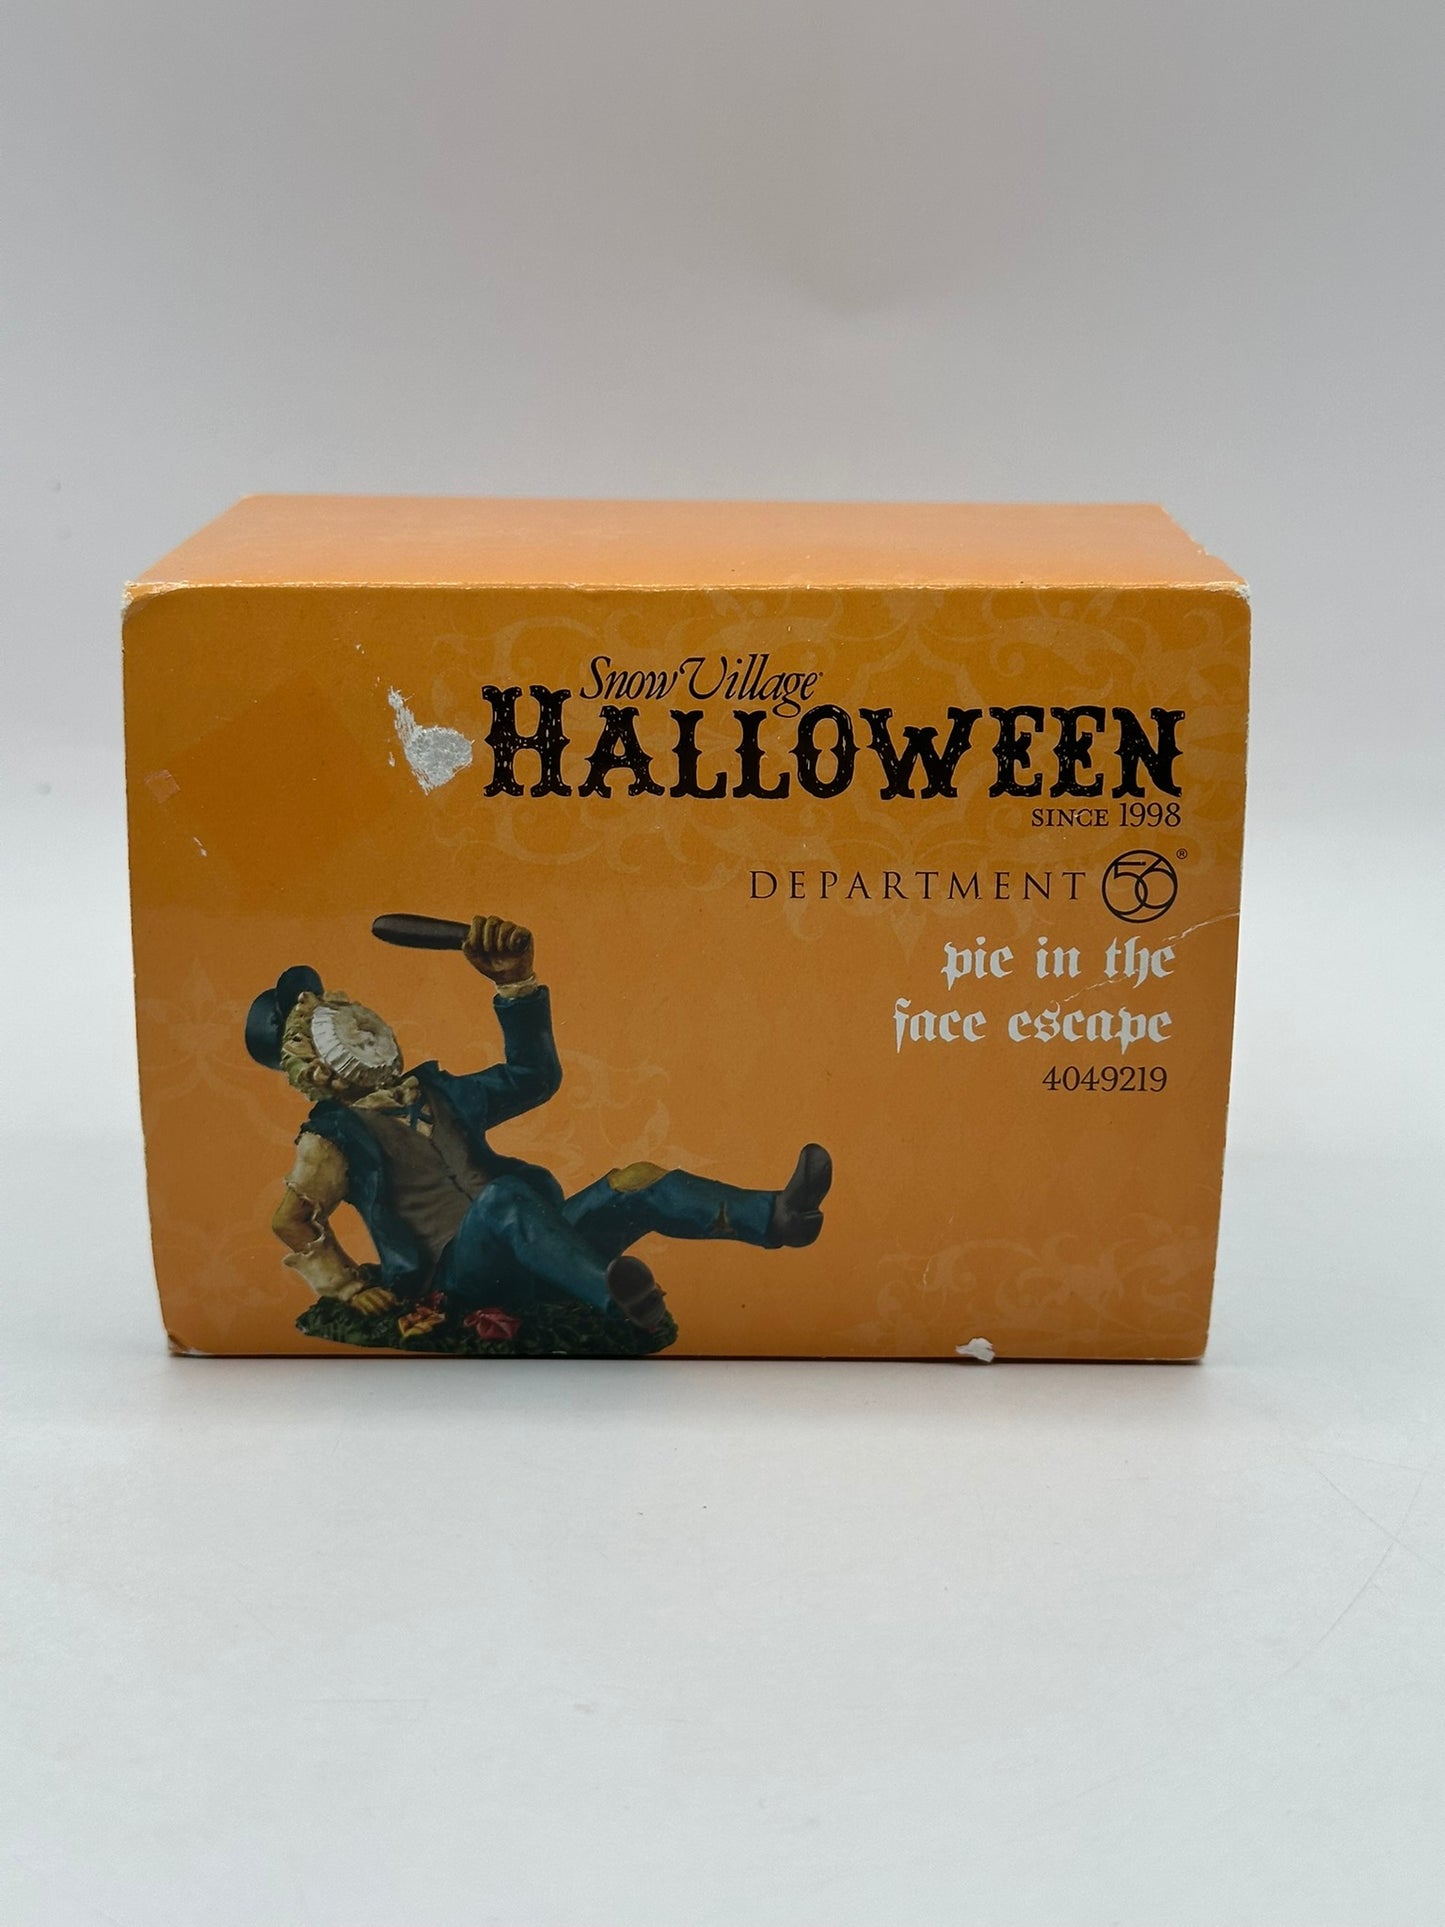 Snow Village®
HALLOWEEN
SINCE 1998
DEPARTMENT 56®
pie in the
face escape
4049219